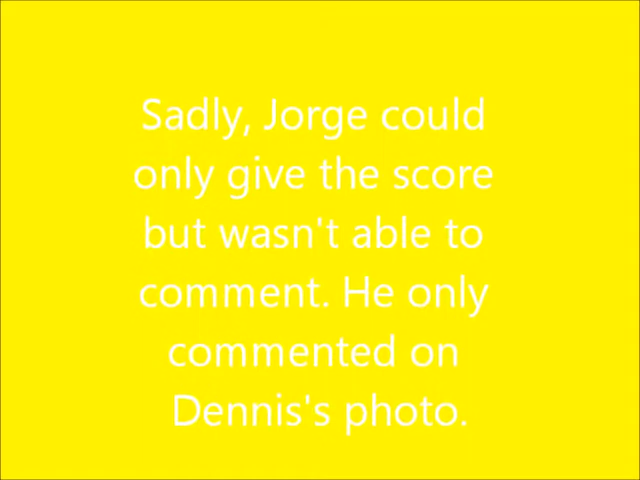 Sadly, Jorge could
only give the score
but wasn't able to
comment. He only
commented on
Dennis's photo.